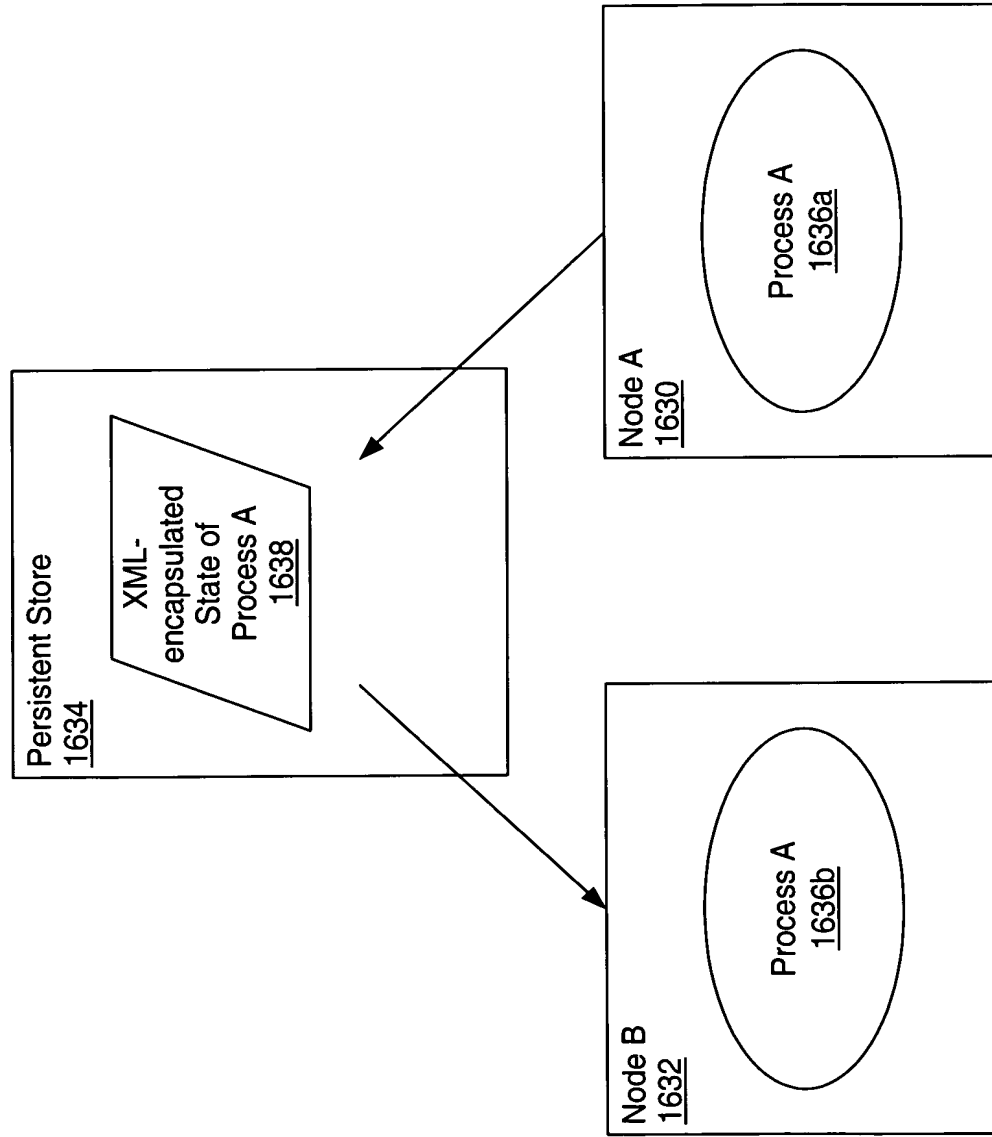 Persistent Store
1634
XML-
encapsulated
State of
Process A
1638
Node B
1632
Process A
1636b
Node A
1630
Process A
1636a